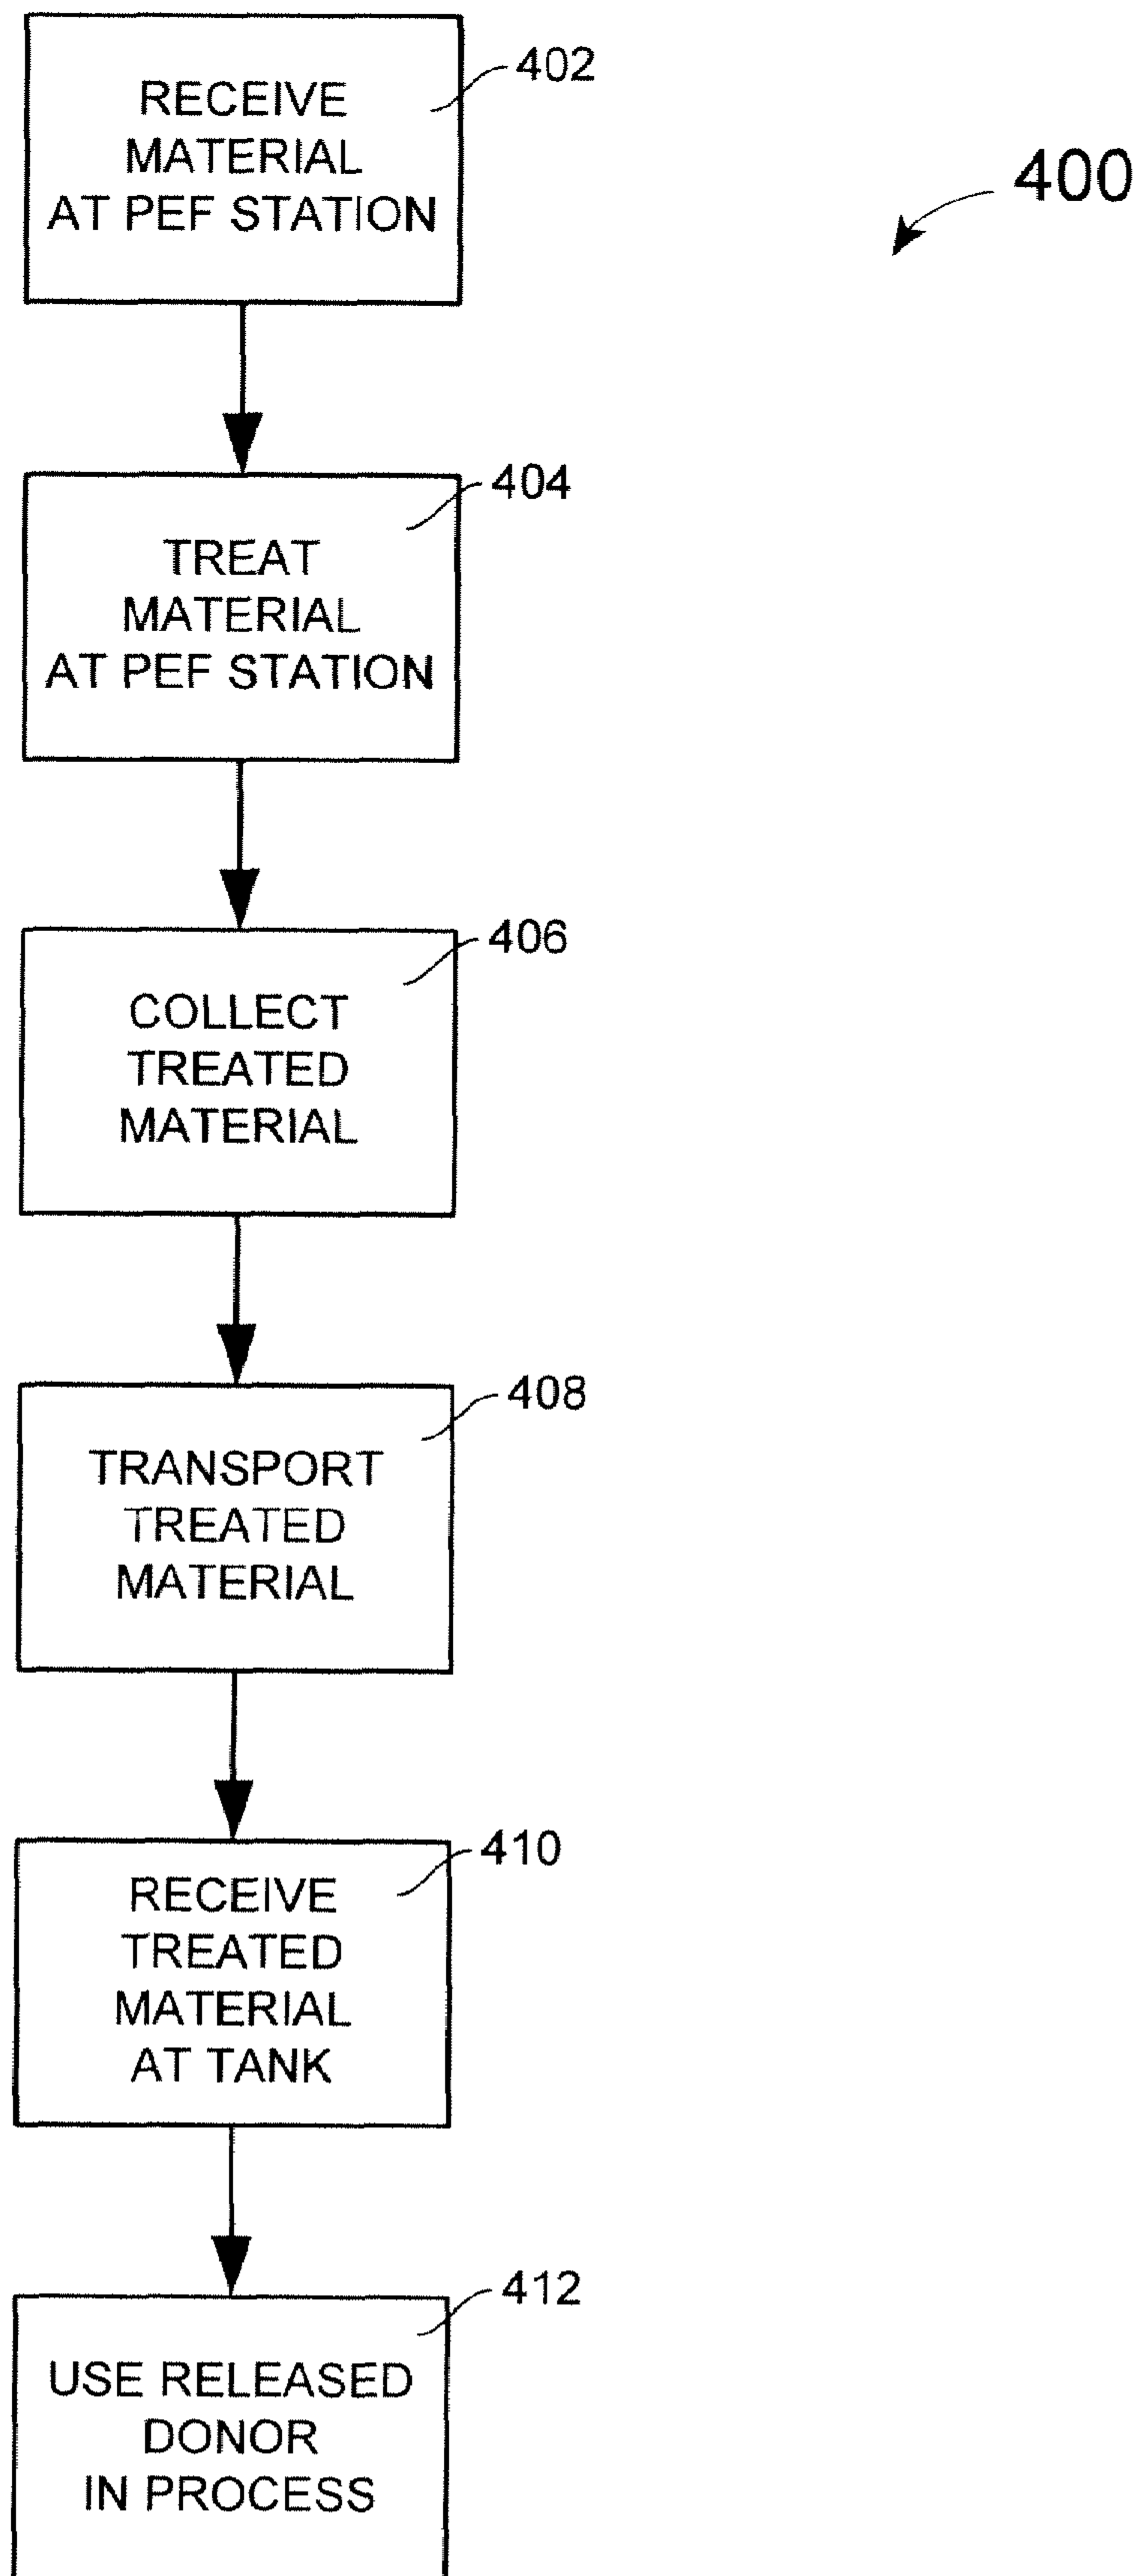 RECEIVE
MATERIAL
AT PEF STATION
402
400
TREAT
MATERIAL
AT PEF STATION
404
COLLECT
TREATED
MATERIAL
406
TRANSPORT
TREATED
MATERIAL
408
RECEIVE
TREATED
MATERIAL
AT TANK
410
USE RELEASED
DONOR
IN PROCESS
412